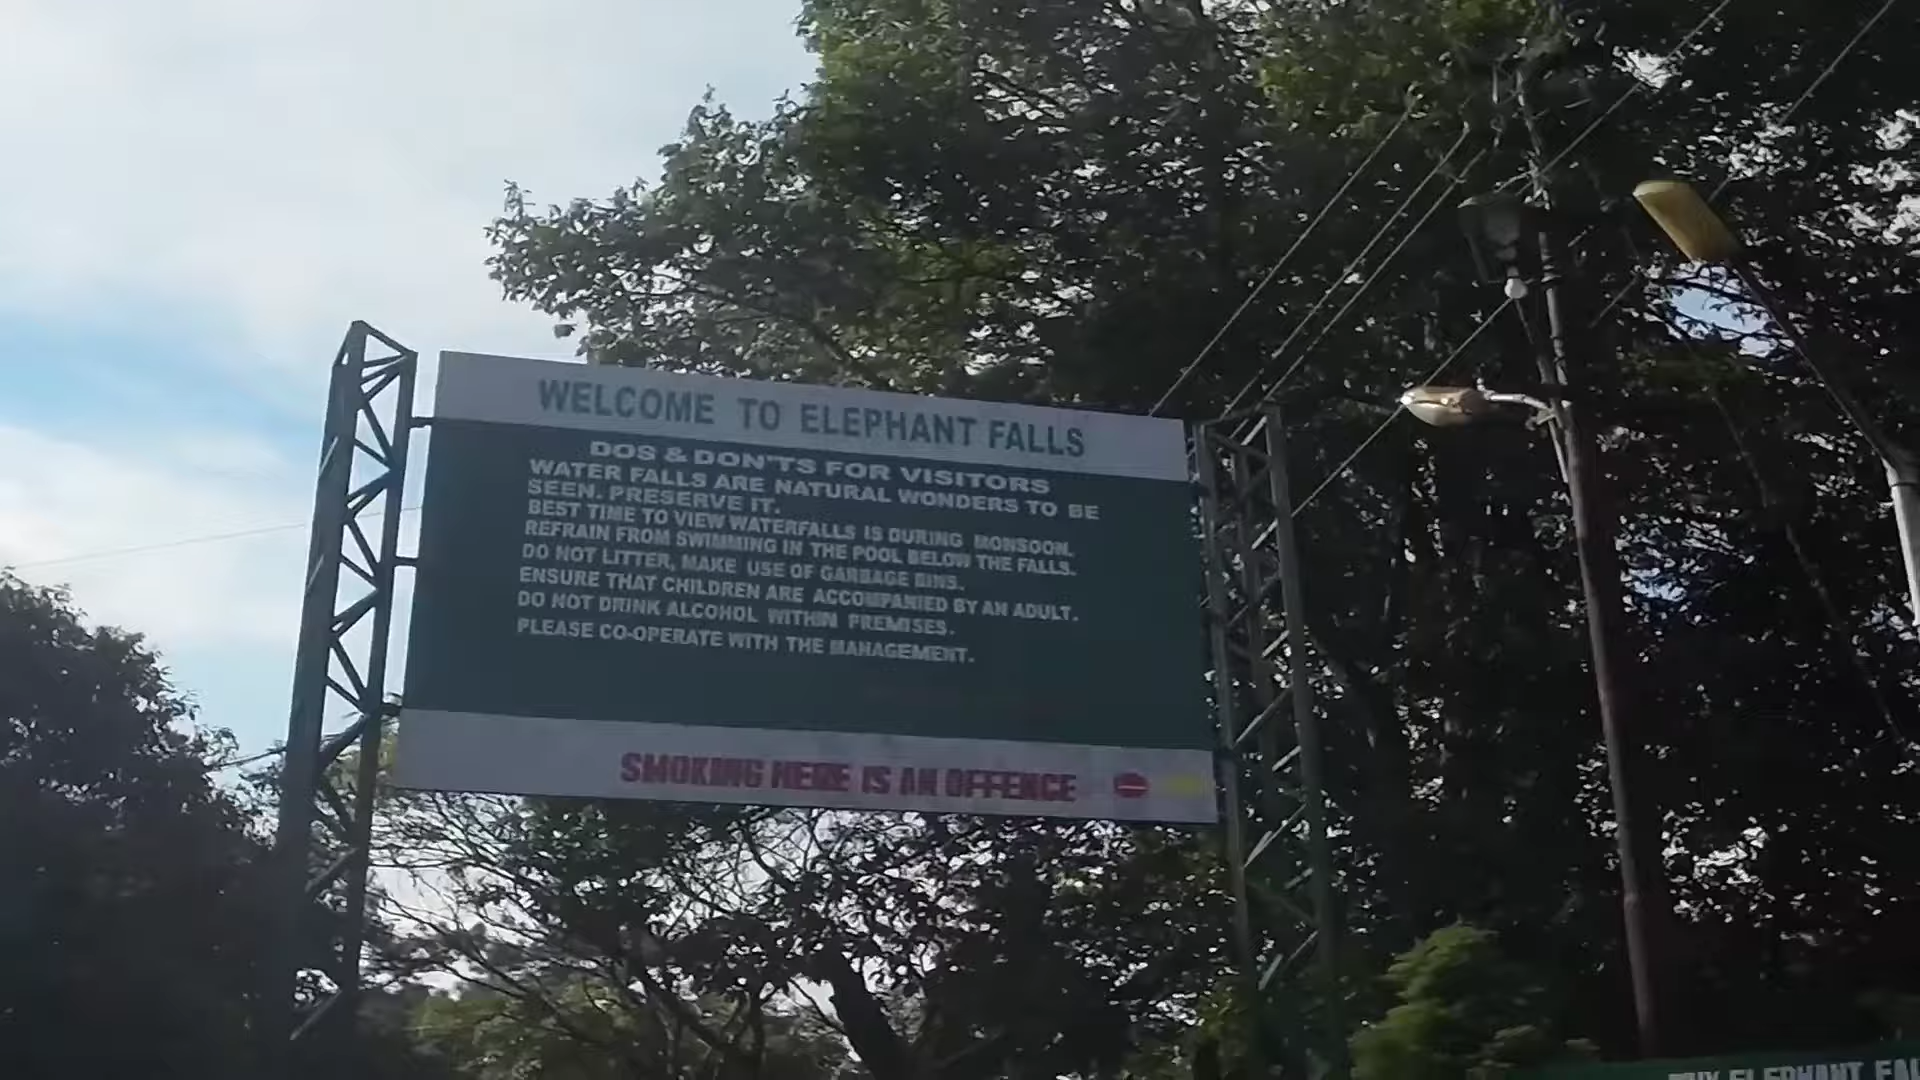 WELCOME TO ELEPHANT FALLS
DOS & DON'TS FOR VISITORS
WATER FALLS ARE NATURAL WONDERS TO BE
SEEN. PRESERVE IT.
BEST TIME TO VIEW WATERFALLS IS DURING MONSOON.
REFRAIN FROM SWIMMING IN THE POOL BELOW THE FALLS.
DO NOT LITTER, MAKE USE OF GARBAGE BINS.
ENSURE THAT CHILDREN ARE ACCOMPANIED BY AN ADULT.
DO NOT DRINK ALCOHOL WITHIN PREMISES.
PLEASE CO-OPERATE WITH THE MANAGEMENT.
SMOKING HERE IS AN OFFENCE
ELEPHANT